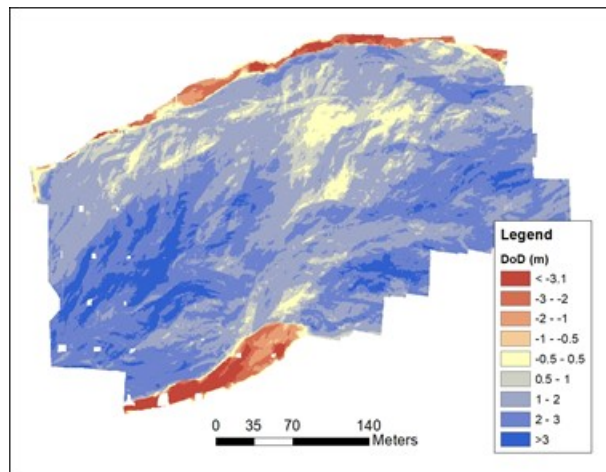 Legend
DoD (m)
< -3.1
-3 - -2
-2 - -1
-1 - -0.5
-0.5 - 0.5
0.5 - 1
1 - 2
2 - 3
>3
0 35 70 140
Meters